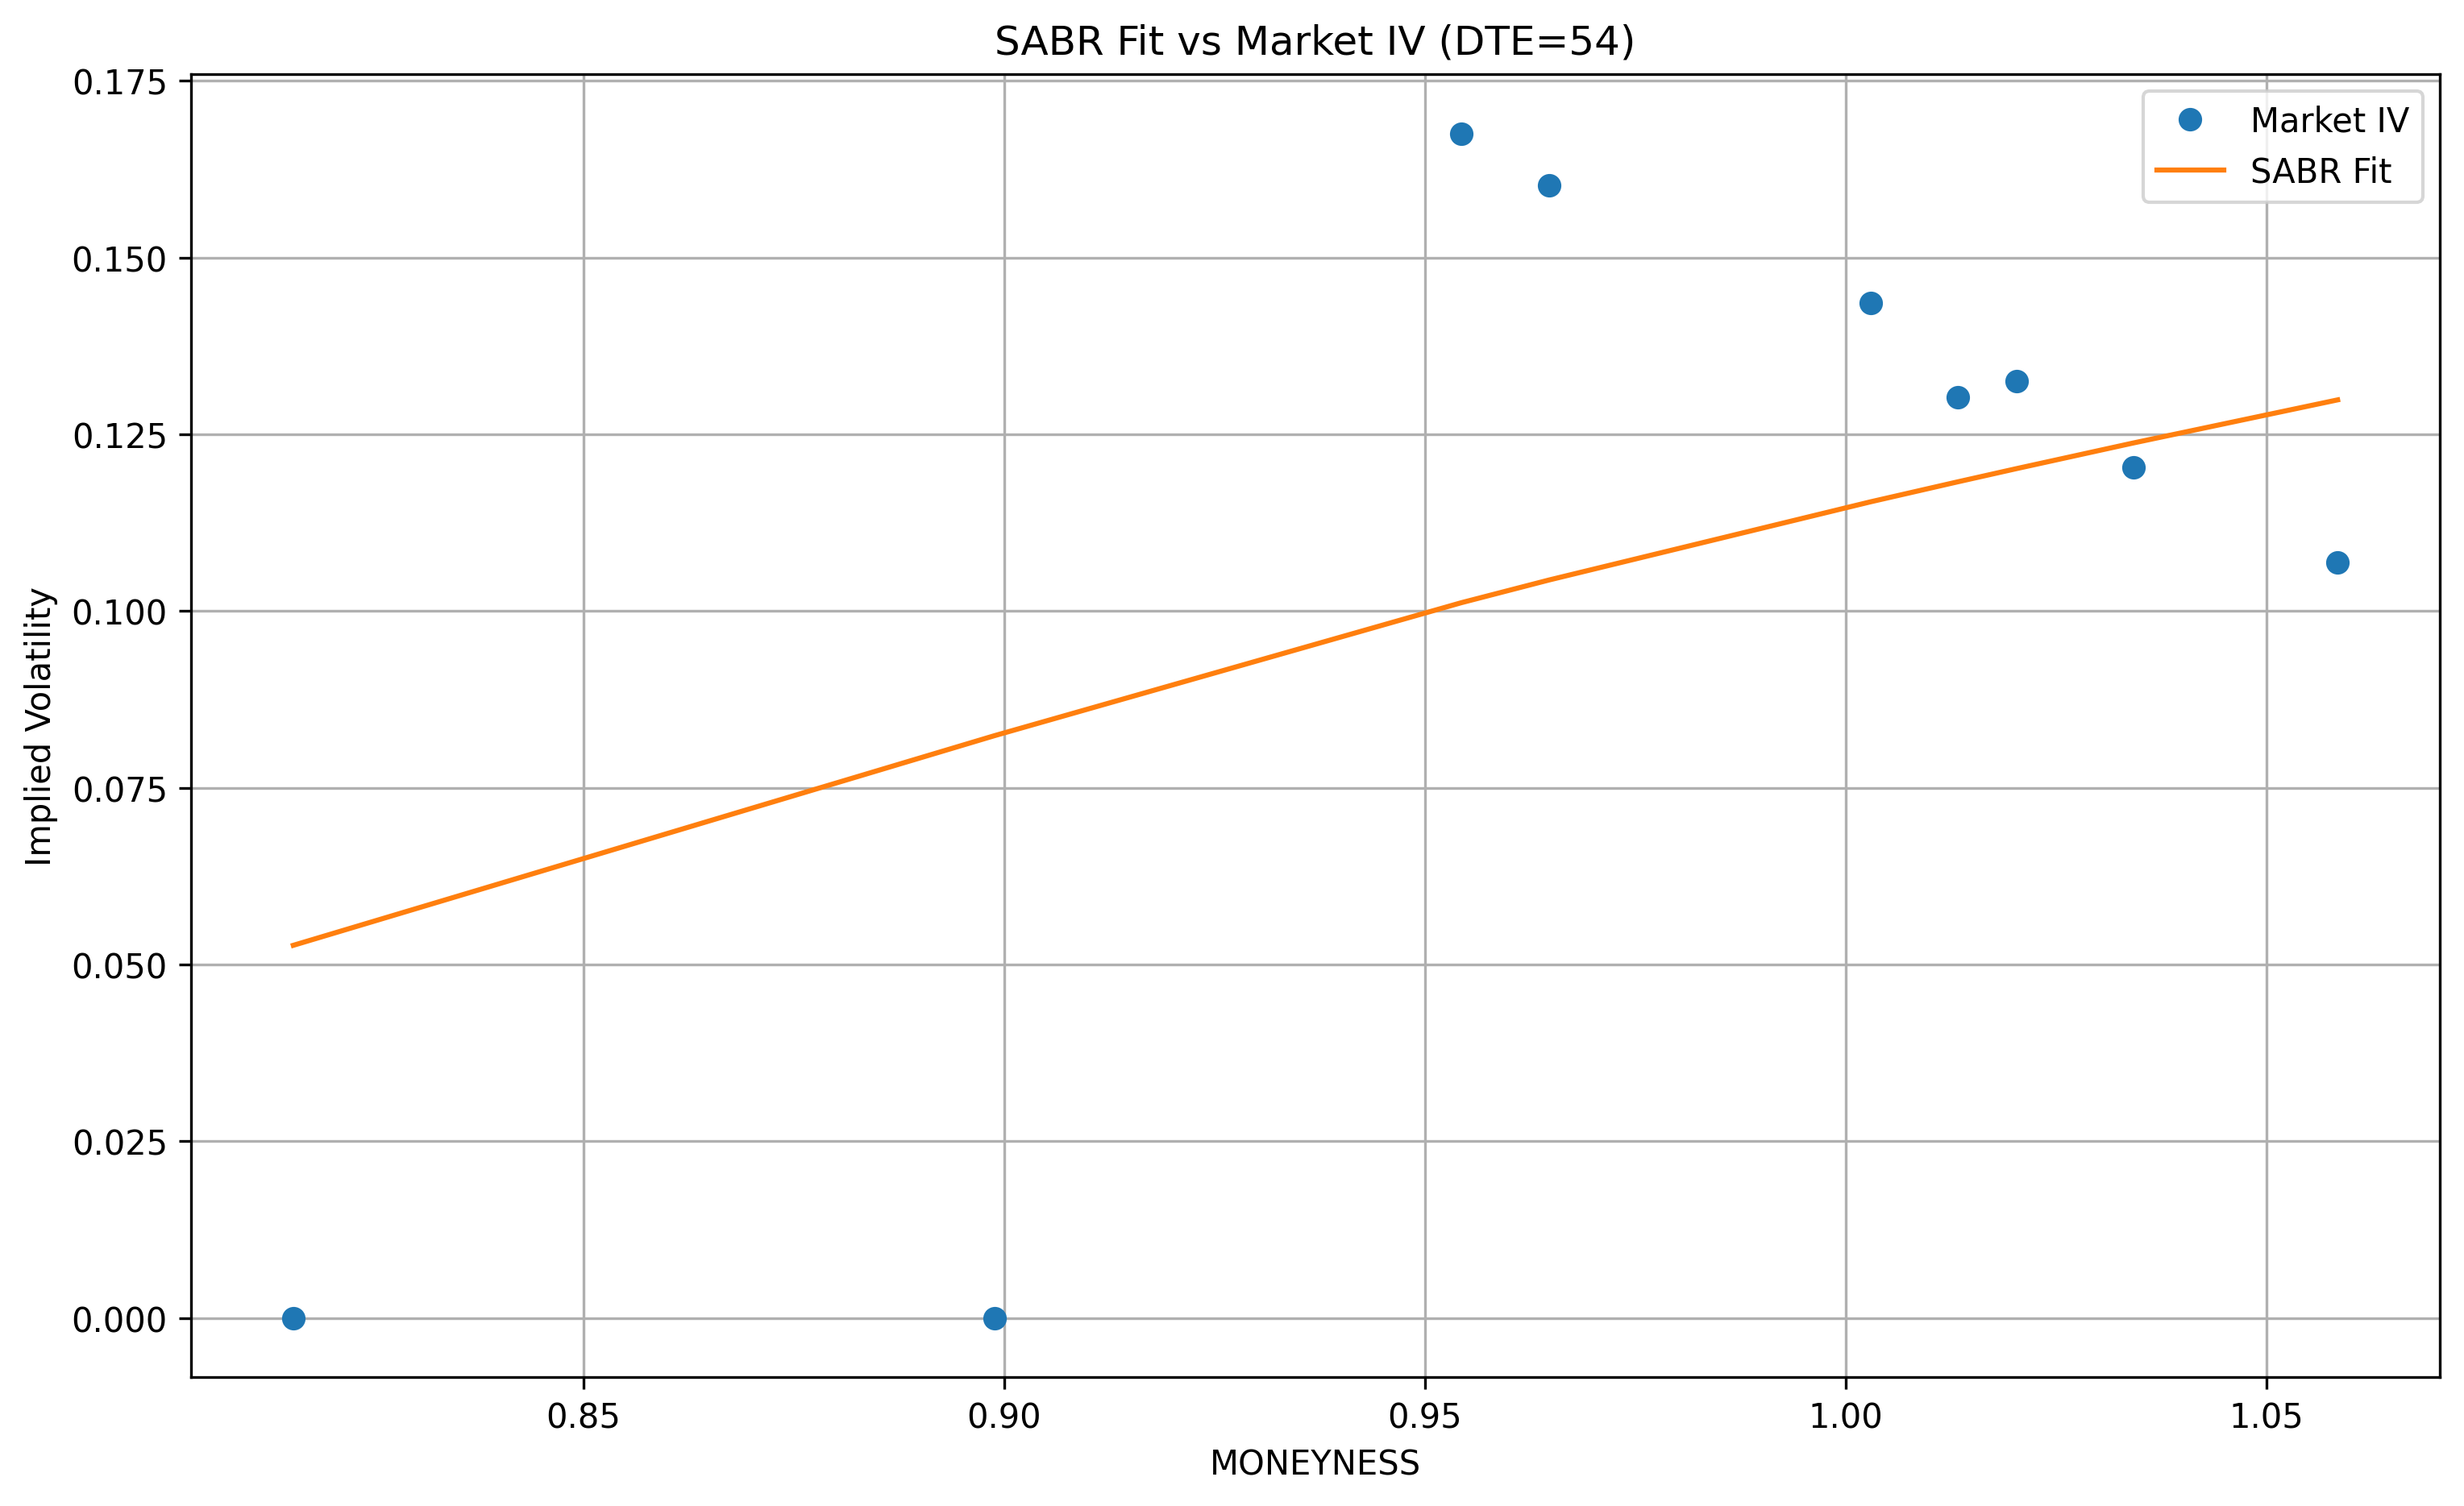 SABR Fit vs Market IV (DTE=54)
Market IV
SABR Fit
Implied Volatility
0.175
0.150
0.125
0.100
0.075
0.050
0.025
0.000
0.85 0.90 0.95 1.00 1.05
MONEYNESS